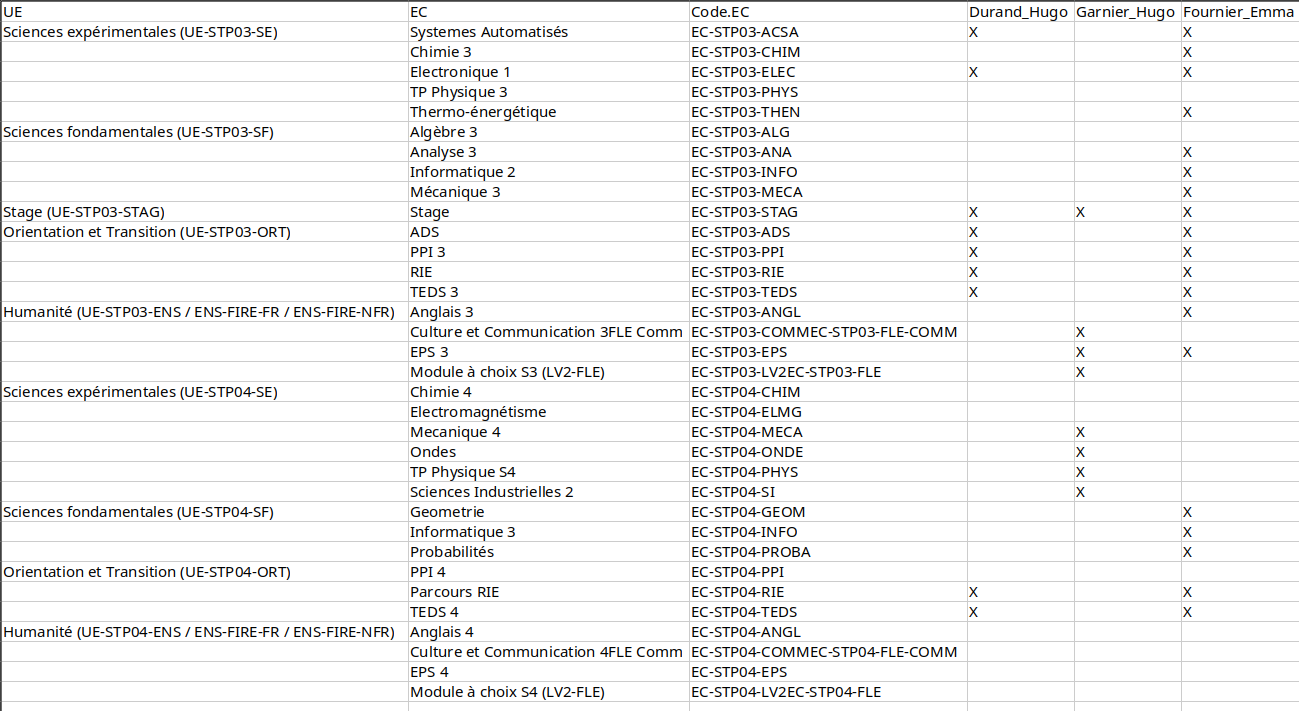 UE EC Code.EC Durand_Hugo Garnier_Hugo Fournier_Emma
Sciences expérimentales (UE-STP03-SE) Systemes Automatisés EC-STP03-ACSA X X
Chimie 3 EC-STP03-CHIM X
Electronique 1 EC-STP03-ELEC X X
TP Physique 3 EC-STP03-PHYS
Thermo-énergétique EC-STP03-THEN X
Sciences fondamentales (UE-STP03-SF) Algèbre 3 EC-STP03-ALG
Analyse 3 EC-STP03-ANA X
Informatique 2 EC-STP03-INFO X
Mécanique 3 EC-STP03-MECA X
Stage (UE-STP03-STAG) Stage EC-STP03-STAG X X X
Orientation et Transition (UE-STP03-ORT) ADS EC-STP03-ADS X X
PPI 3 EC-STP03-PPI X X
RIE EC-STP03-RIE X X
TEDS 3 EC-STP03-TEDS X X
Humanité (UE-STP03-ENS / ENS-FIRE-FR / ENS-FIRE-NFR) Anglais 3 EC-STP03-ANGL X
Culture et Communication 3FLE Comm EC-STP03-COMMEC-STP03-FLE-COMM X
EPS 3 EC-STP03-EPS X X
Module à choix S3 (LV2-FLE) EC-STP03-LV2EC-STP03-FLE X
Sciences expérimentales (UE-STP04-SE) Chimie 4 EC-STP04-CHIM
Electromagnétisme EC-STP04-ELMG
Mecanique 4 EC-STP04-MECA X
Ondes EC-STP04-ONDE X
TP Physique S4 EC-STP04-PHYS X
Sciences Industrielles 2 EC-STP04-SI X
Sciences fondamentales (UE-STP04-SF) Geometrie EC-STP04-GEOM X
Informatique 3 EC-STP04-INFO X
Probabilités EC-STP04-PROBA X
Orientation et Transition (UE-STP04-ORT) PPI 4 EC-STP04-PPI
Parcours RIE EC-STP04-RIE X X
TEDS 4 EC-STP04-TEDS X X
Humanité (UE-STP04-ENS / ENS-FIRE-FR / ENS-FIRE-NFR) Anglais 4 EC-STP04-ANGL
Culture et Communication 4FLE Comm EC-STP04-COMMEC-STP04-FLE-COMM
EPS 4 EC-STP04-EPS
Module à choix S4 (LV2-FLE) EC-STP04-LV2EC-STP04-FLE